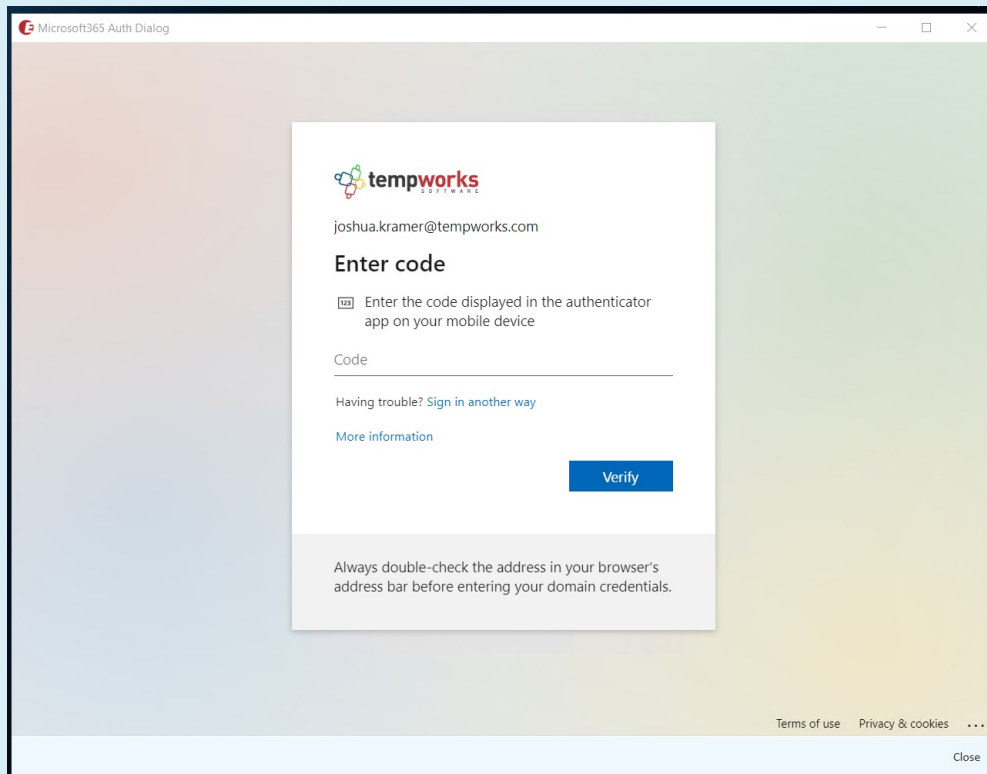 Microsoft365 Auth Dialog
tempworks
SOFTWARE
joshua.kramer@tempworks.com
Enter code
123
Enter the code displayed in the authenticator
app on your mobile device
Code
Having trouble? Sign in another way
More information
Verify
Always double-check the address in your browser's
address bar before entering your domain credentials.
Terms of use Privacy & cookies ...
Close